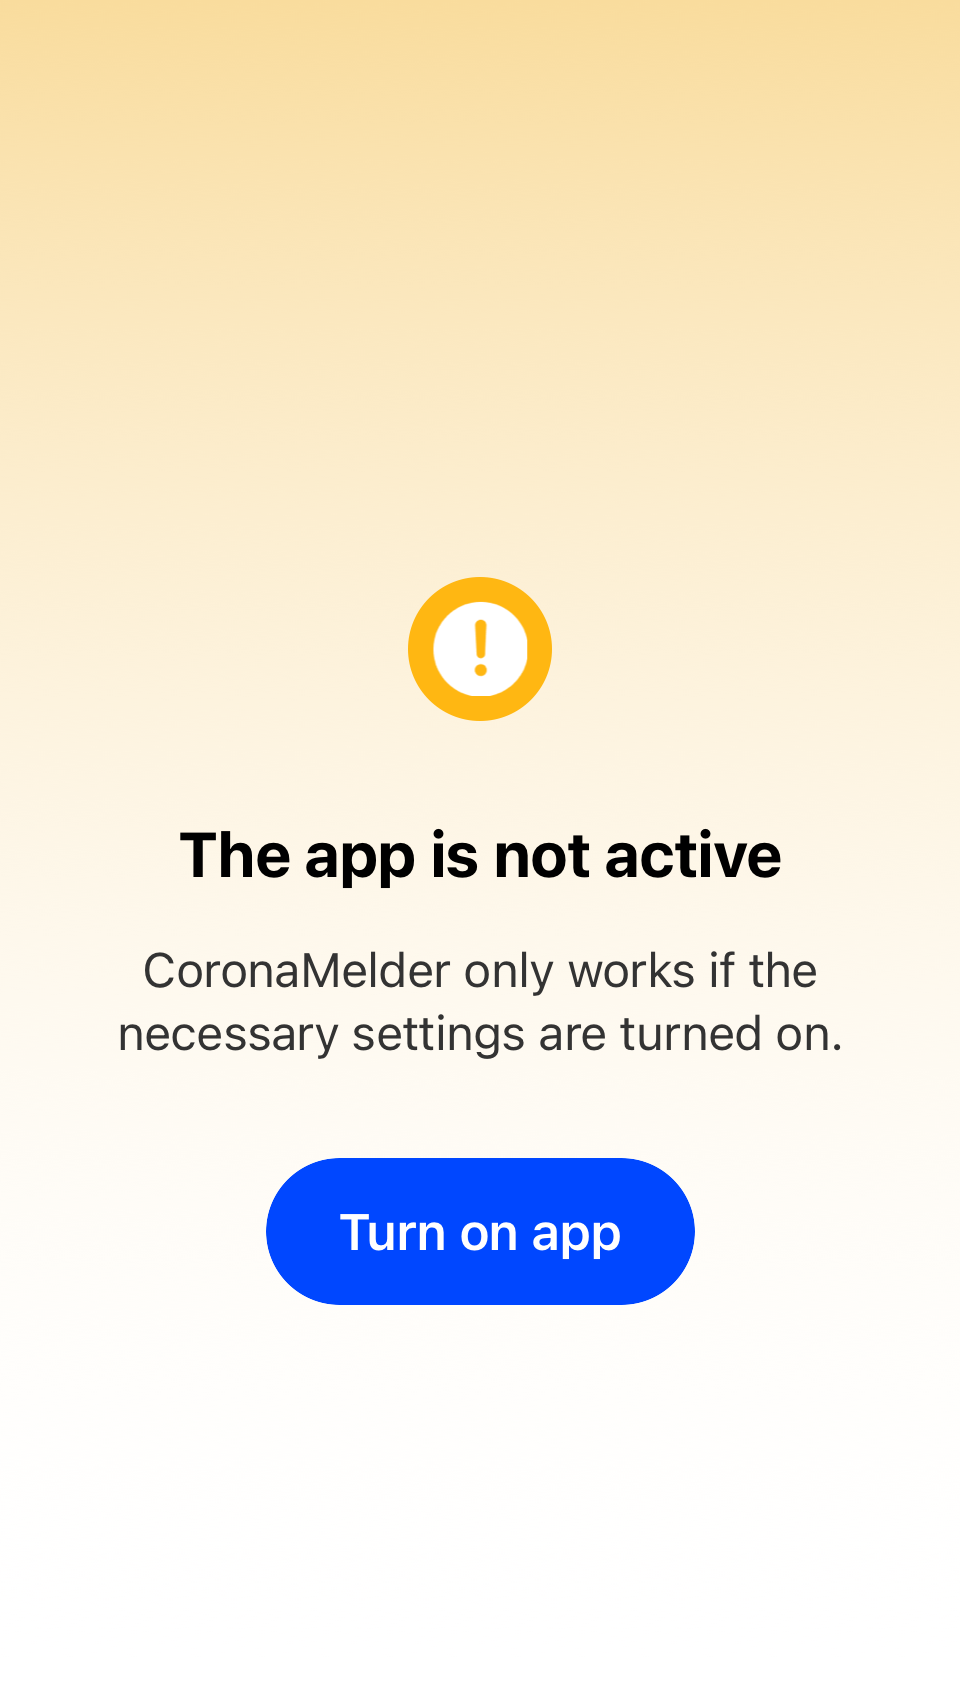 The app is not active
CoronaMelder only works if the
necessary settings are turned on.
Turn on app